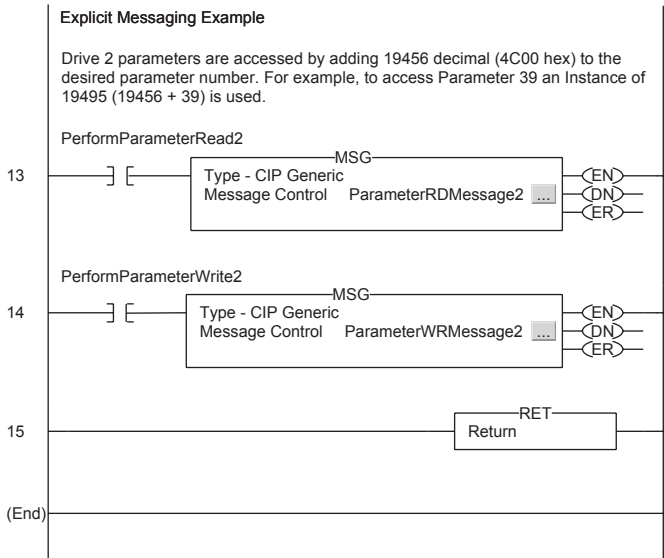 Explicit Messaging Example
Drive 2 parameters are accessed by adding 19456 decimal (4C00 hex) to the
desired parameter number. For example, to access Parameter 39 an Instance of
19495 (19456 + 39) is used.
PerformParameterRead2
MSG
13
Type - CIP Generic
Message Control ParameterRDMessage2 ...
EN
DN
ER
PerformParameterWrite2
MSG
14
Type - CIP Generic
Message Control ParameterWRMessage2 ...
EN
DN
ER
RET
15
Return
(End)